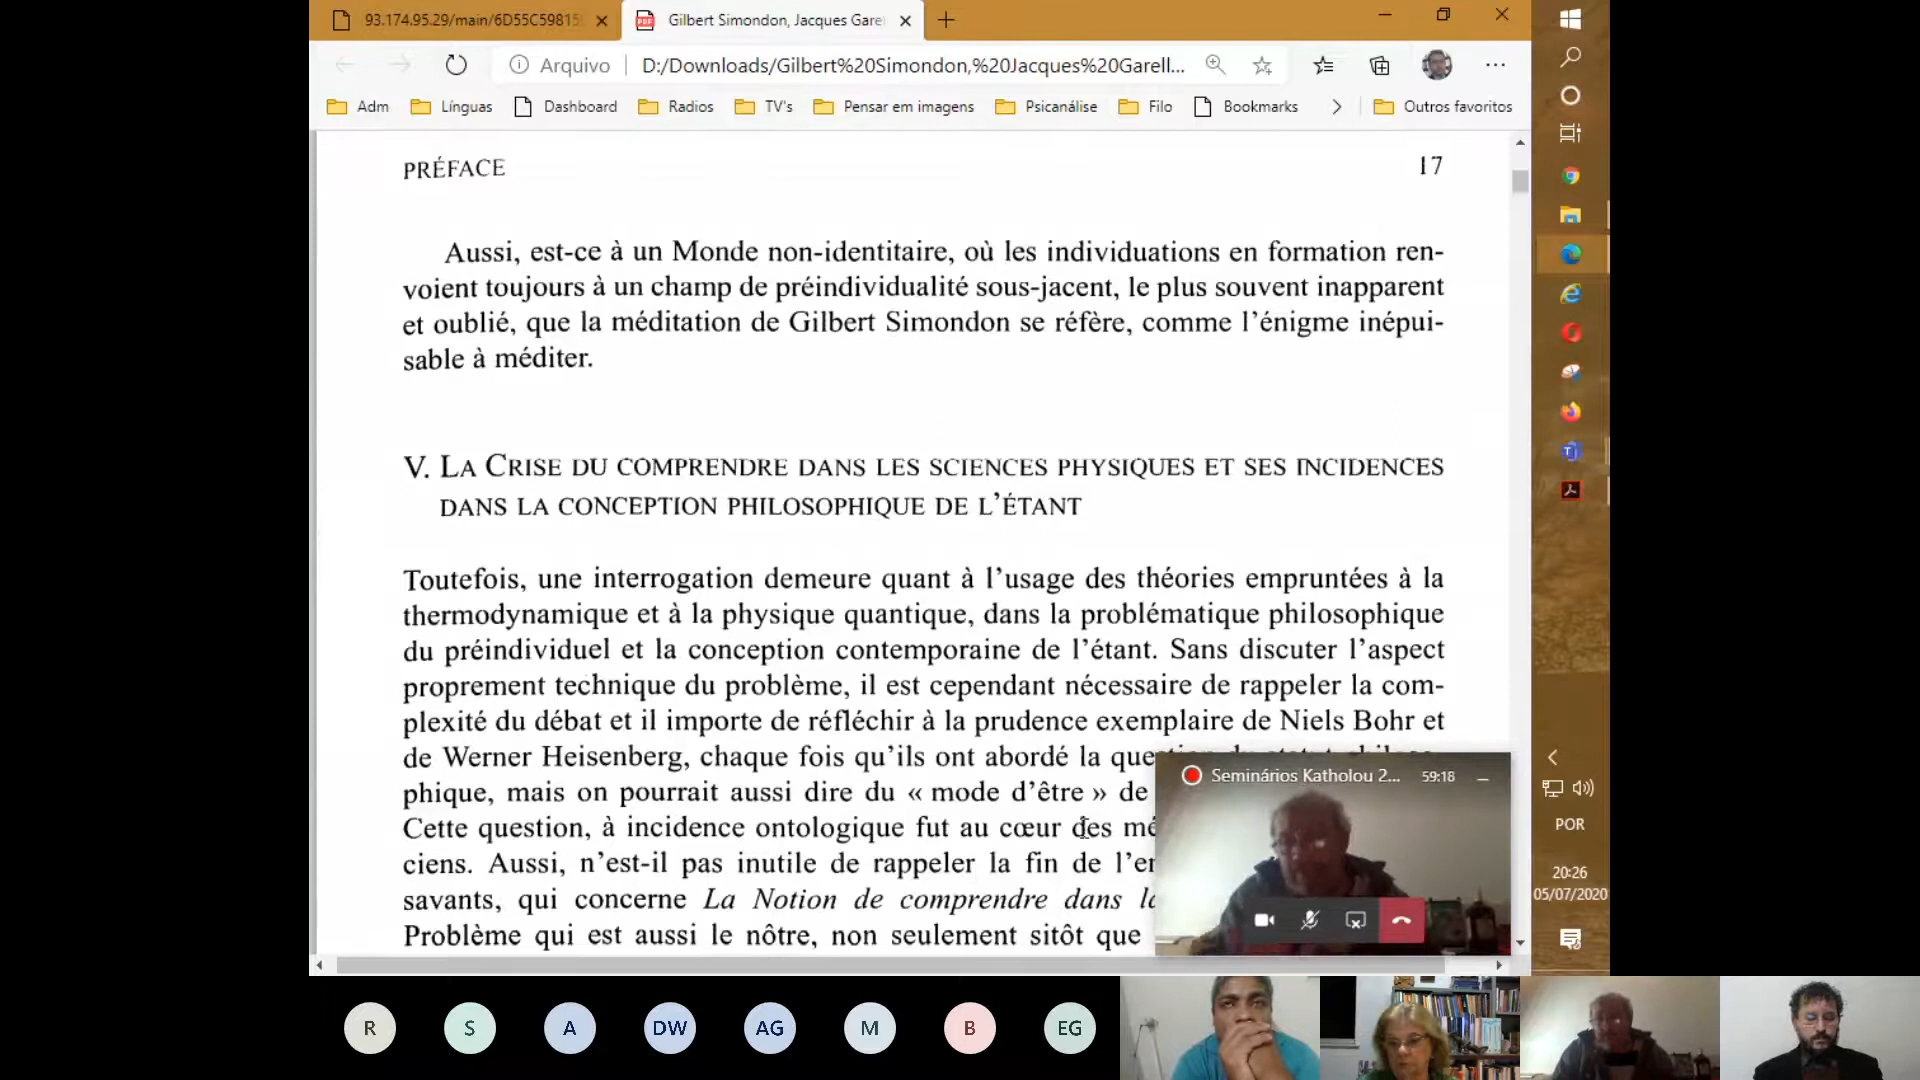 93.174.95.29/main/6D55C59815
Gilbert Simondon, Jacques Garel
Arquivo
D:/Downloads/Gilbert%20Simondon,%20Jacques%20Garell...
Adm
Línguas
Dashboard
Radios
TV's
Pensar em imagens
Psicanálise
Filo
Bookmarks
Outros favoritos
PRÉFACE
17
Aussi, est-ce à un Monde non-identitaire, où les individuations en formation ren-
voient toujours à un champ de préindividualité sous-jacent, le plus souvent inapparent
et oublié, que la méditation de Gilbert Simondon se réfère, comme l’énigme inépui-
sable à méditer.
V. LA CRISE DU COMPRENDRE DANS LES SCIENCES PHYSIQUES ET SES INCIDENCES
DANS LA CONCEPTION PHILOSOPHIQUE DE L’ÉTANT
Toutefois, une interrogation demeure quant à l’usage des théories empruntées à la
thermodynamique et à la physique quantique, dans la problématique philosophique
du préindividuel et la conception contemporaine de l’étant. Sans discuter l’aspect
proprement technique du problème, il est cependant nécessaire de rappeler la com-
plexité du débat et il importe de réfléchir à la prudence exemplaire de Niels Bohr et
de Werner Heisenberg, chaque fois qu’ils ont abordé la
phique, mais on pourrait aussi dire du « mode d’être » de
Cette question, à incidence ontologique fut au cœur des
ciens. Aussi, n’est-il pas inutile de rappeler la fin de
savants, qui concerne La Notion de comprendre dans
Problème qui est aussi le nôtre, non seulement sitôt que
Seminários Katholou 2...
59:18
POR
20:26
05/07/2020
R
S
A
DW
AG
M
B
EG